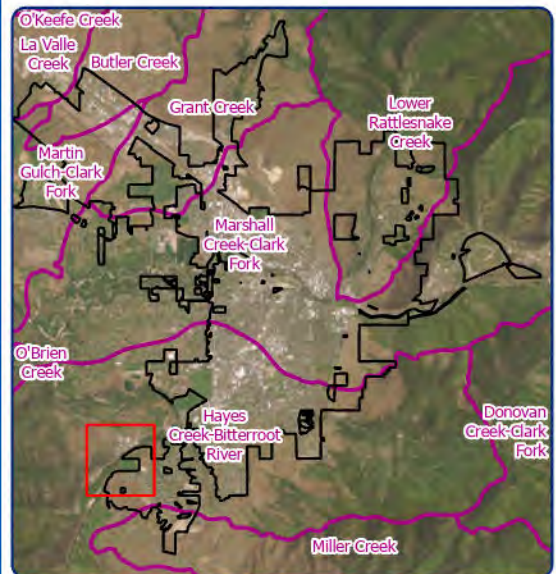 O'Keefe Creek
La Valle
Creek
Butler Creek
Grant Creek
Lower
Rattlesnake
Creek
Martin
Gulch-Clark
Fork
Marshall
Creek-Clark
Fork
O'Brien
Creek
Hayes
Creek-Bitterroot
River
Donovan
Creek-Clark
Fork
Miller Creek